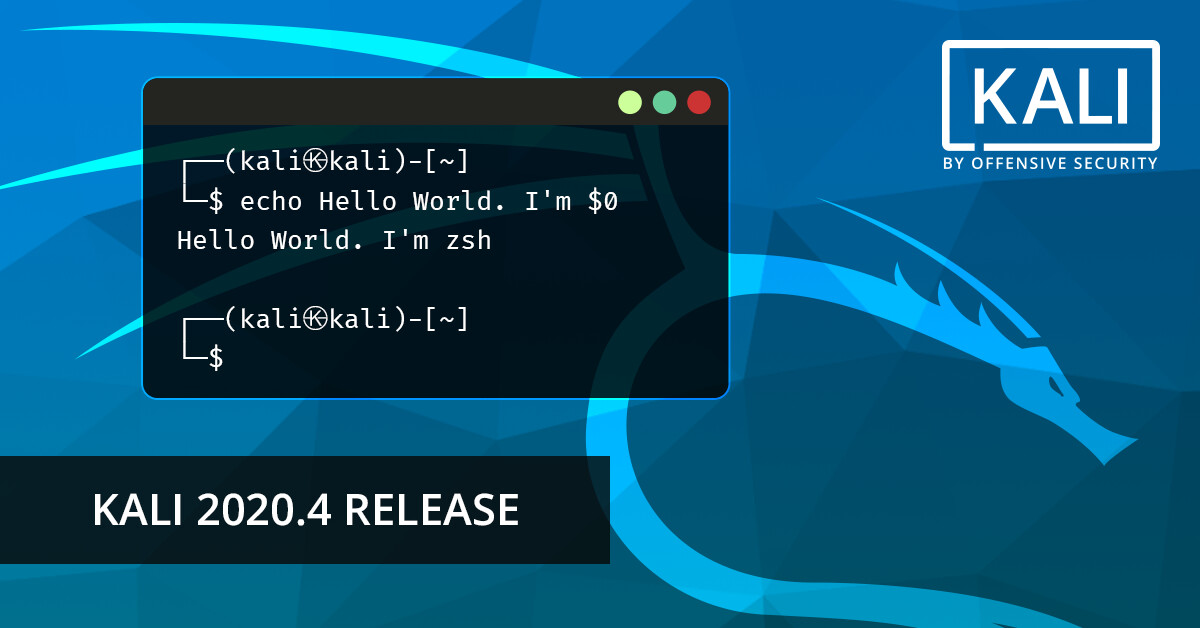 ┌──(kali㉿kali)-[~]
└─$ echo Hello World. I'm $0
Hello World. I'm zsh
┌──(kali㉿kali)-[~]
└─$
KALI
BY OFFENSIVE SECURITY
KALI 2020.4 RELEASE